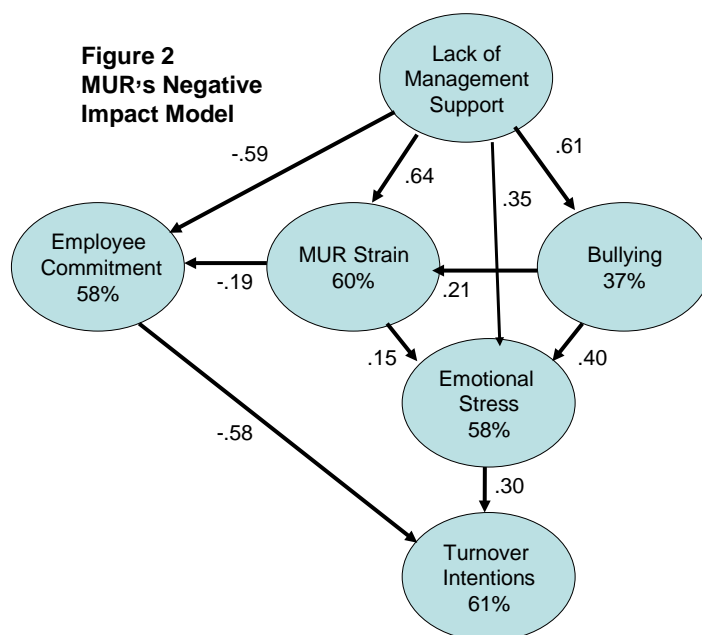 Figure 2
MUR's Negative
Impact Model
Lack of
Management
Support
-.59
.64
.35
.61
Employee
Commitment
58%
MUR Strain
60%
Bullying
37%
-.19
.21
.15
.40
Emotional
Stress
58%
-.58
.30
Turnover
Intentions
61%